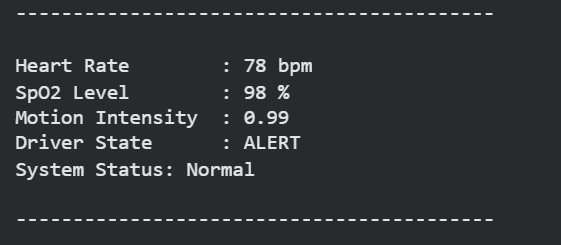 ------------------------------------------
Heart Rate        : 78 bpm
SpO2 Level        : 98 %
Motion Intensity  : 0.99
Driver State      : ALERT
System Status: Normal
------------------------------------------